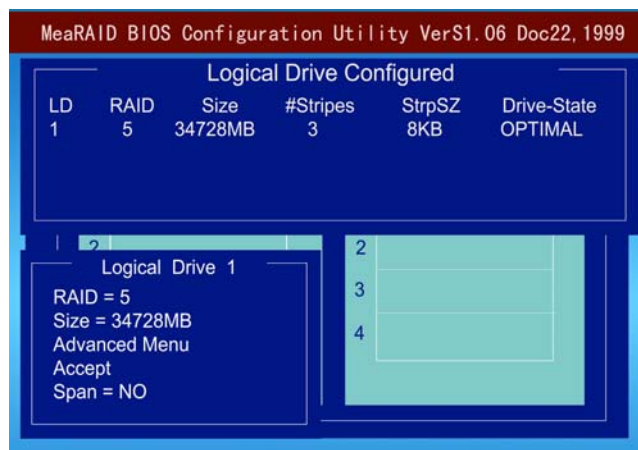 MeaRAID BIOS Configuration Utility VerS1.06 Doc22,1999
Logical Drive Configured
LD RAID Size #Stripes StrpSZ Drive-State
1 5 34728MB 3 8KB OPTIMAL
2
2
Logical Drive 1
RAID = 5
Size = 34728MB
Advanced Menu
Accept
Span = NO
3
4